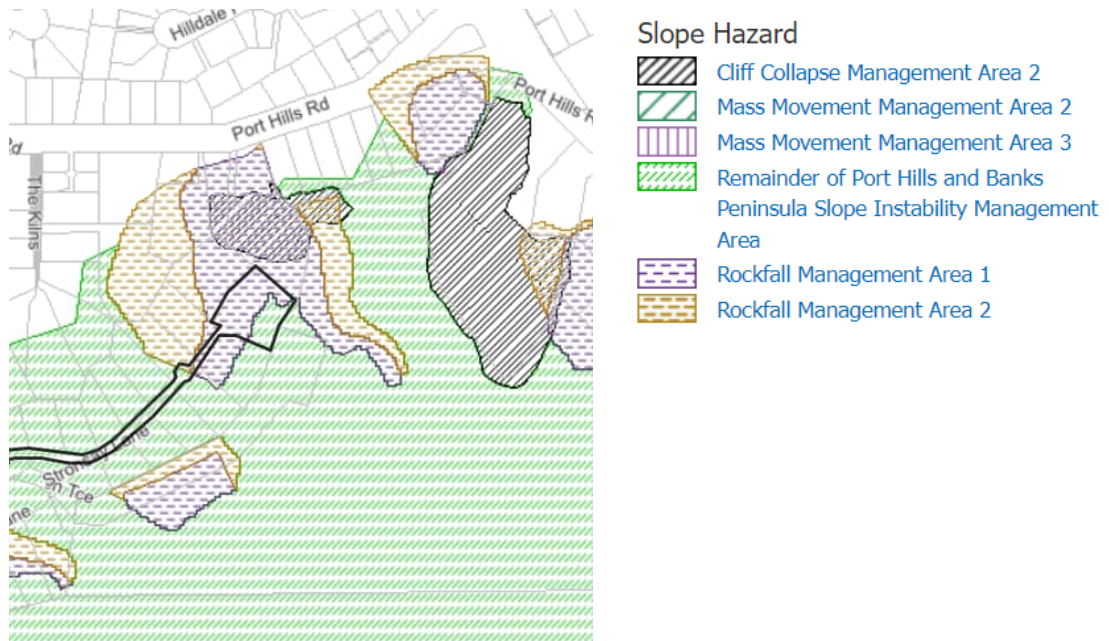 Hilldale
Port Hills Rd
Port Hills R
Rd
The Kilns
Stronsay Lane
n Tce
ne
Slope Hazard
Cliff Collapse Management Area 2
Mass Movement Management Area 2
Mass Movement Management Area 3
Remainder of Port Hills and Banks
Peninsula Slope Instability Management
Area
Rockfall Management Area 1
Rockfall Management Area 2